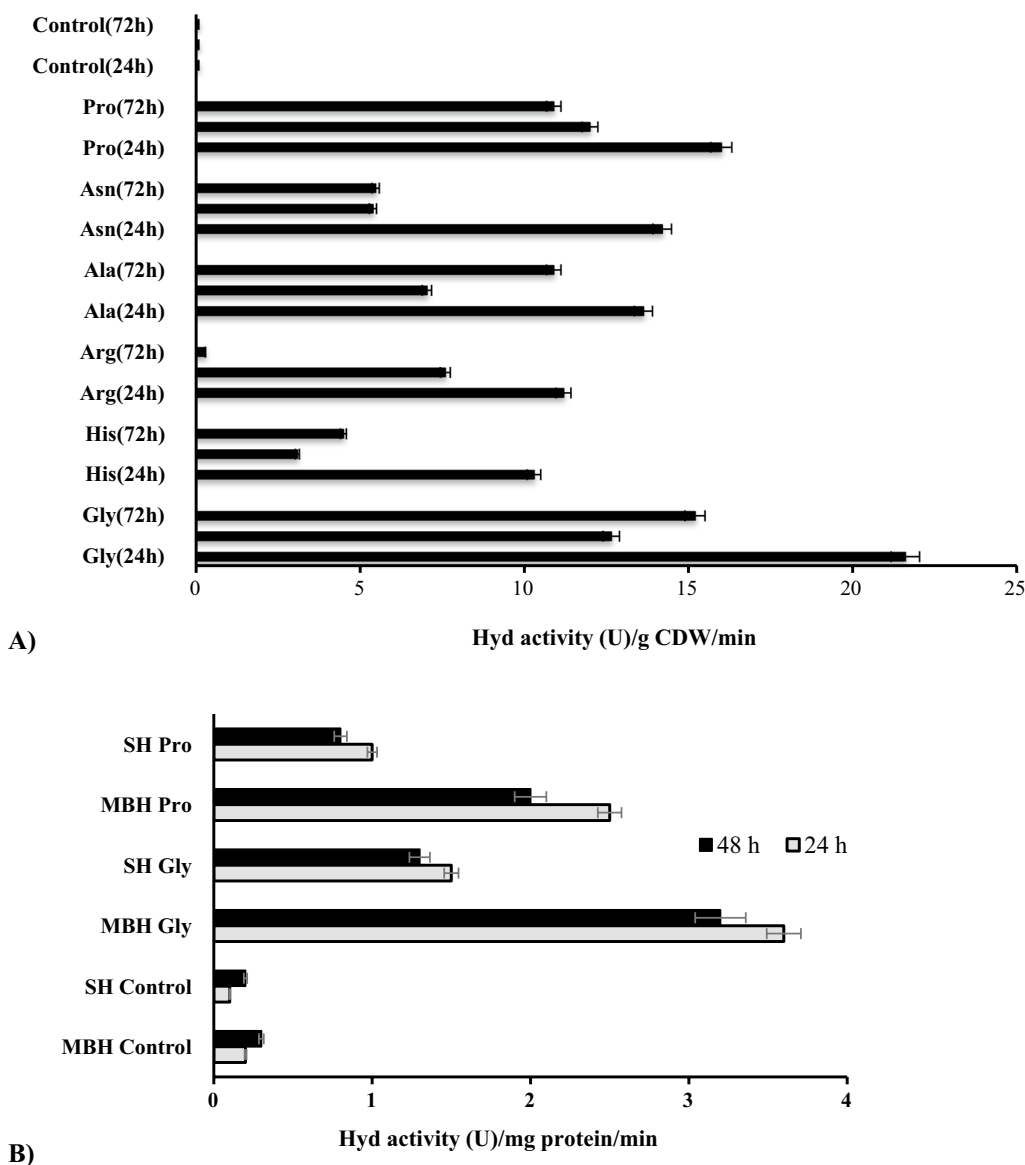 Control(72h)
Control(24h)
Pro(72h)
Pro(24h)
Asn(72h)
Asn(24h)
Ala(72h)
Ala(24h)
Arg(72h)
Arg(24h)
His(72h)
His(24h)
Gly(72h)
Gly(24h)
0 5 10 15 20 25
Hyd activity (U)/g CDW/min
A)
SH Pro
MBH Pro
SH Gly
MBH Gly
SH Control
MBH Control
48 h 24 h
0 1 2 3 4
Hyd activity (U)/mg protein/min
B)